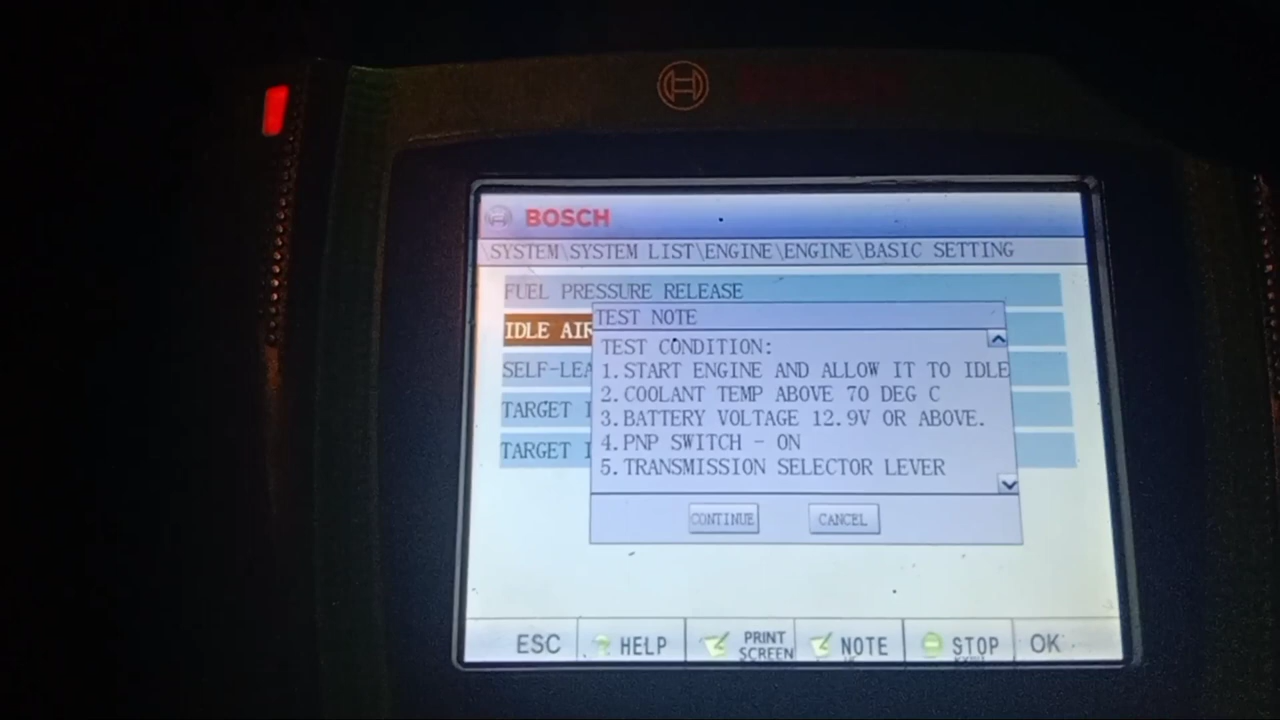 BOSCH
\SYSTEM\SYSTEM LIST\ENGINE\ENGINE\BASIC SETTING
FUEL PRESSURE RELEASE
IDLE AIR
SELF-LEA
TARGET I
TARGET I
TEST NOTE
TEST CONDITION:
1.START ENGINE AND ALLOW IT TO IDLE
2.COOLANT TEMP ABOVE 70 DEG C
3.BATTERY VOLTAGE 12.9V OR ABOVE.
4.PNP SWITCH - ON
5.TRANSMISSION SELECTOR LEVER
CONTINUE CANCEL
ESC HELP PRINT SCREEN NOTE STOP OK